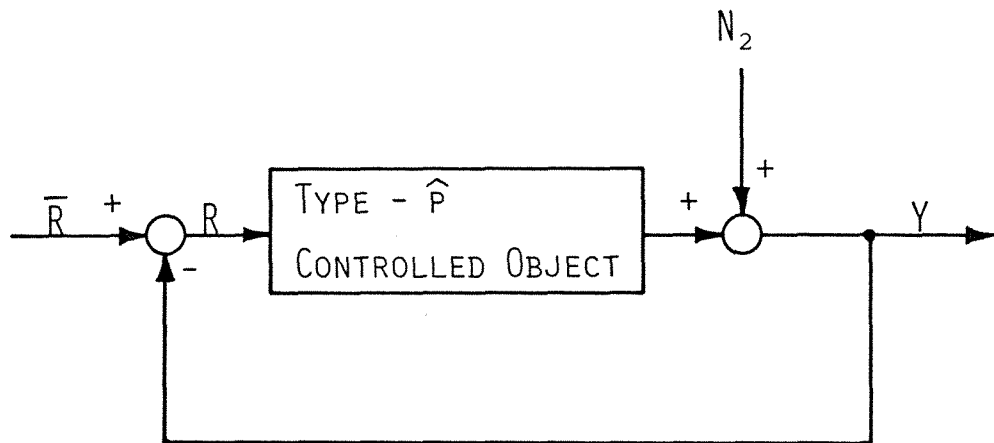 N₂
R̅ + R
-
TYPE - P̂
CONTROLLED OBJECT
+ +
Y